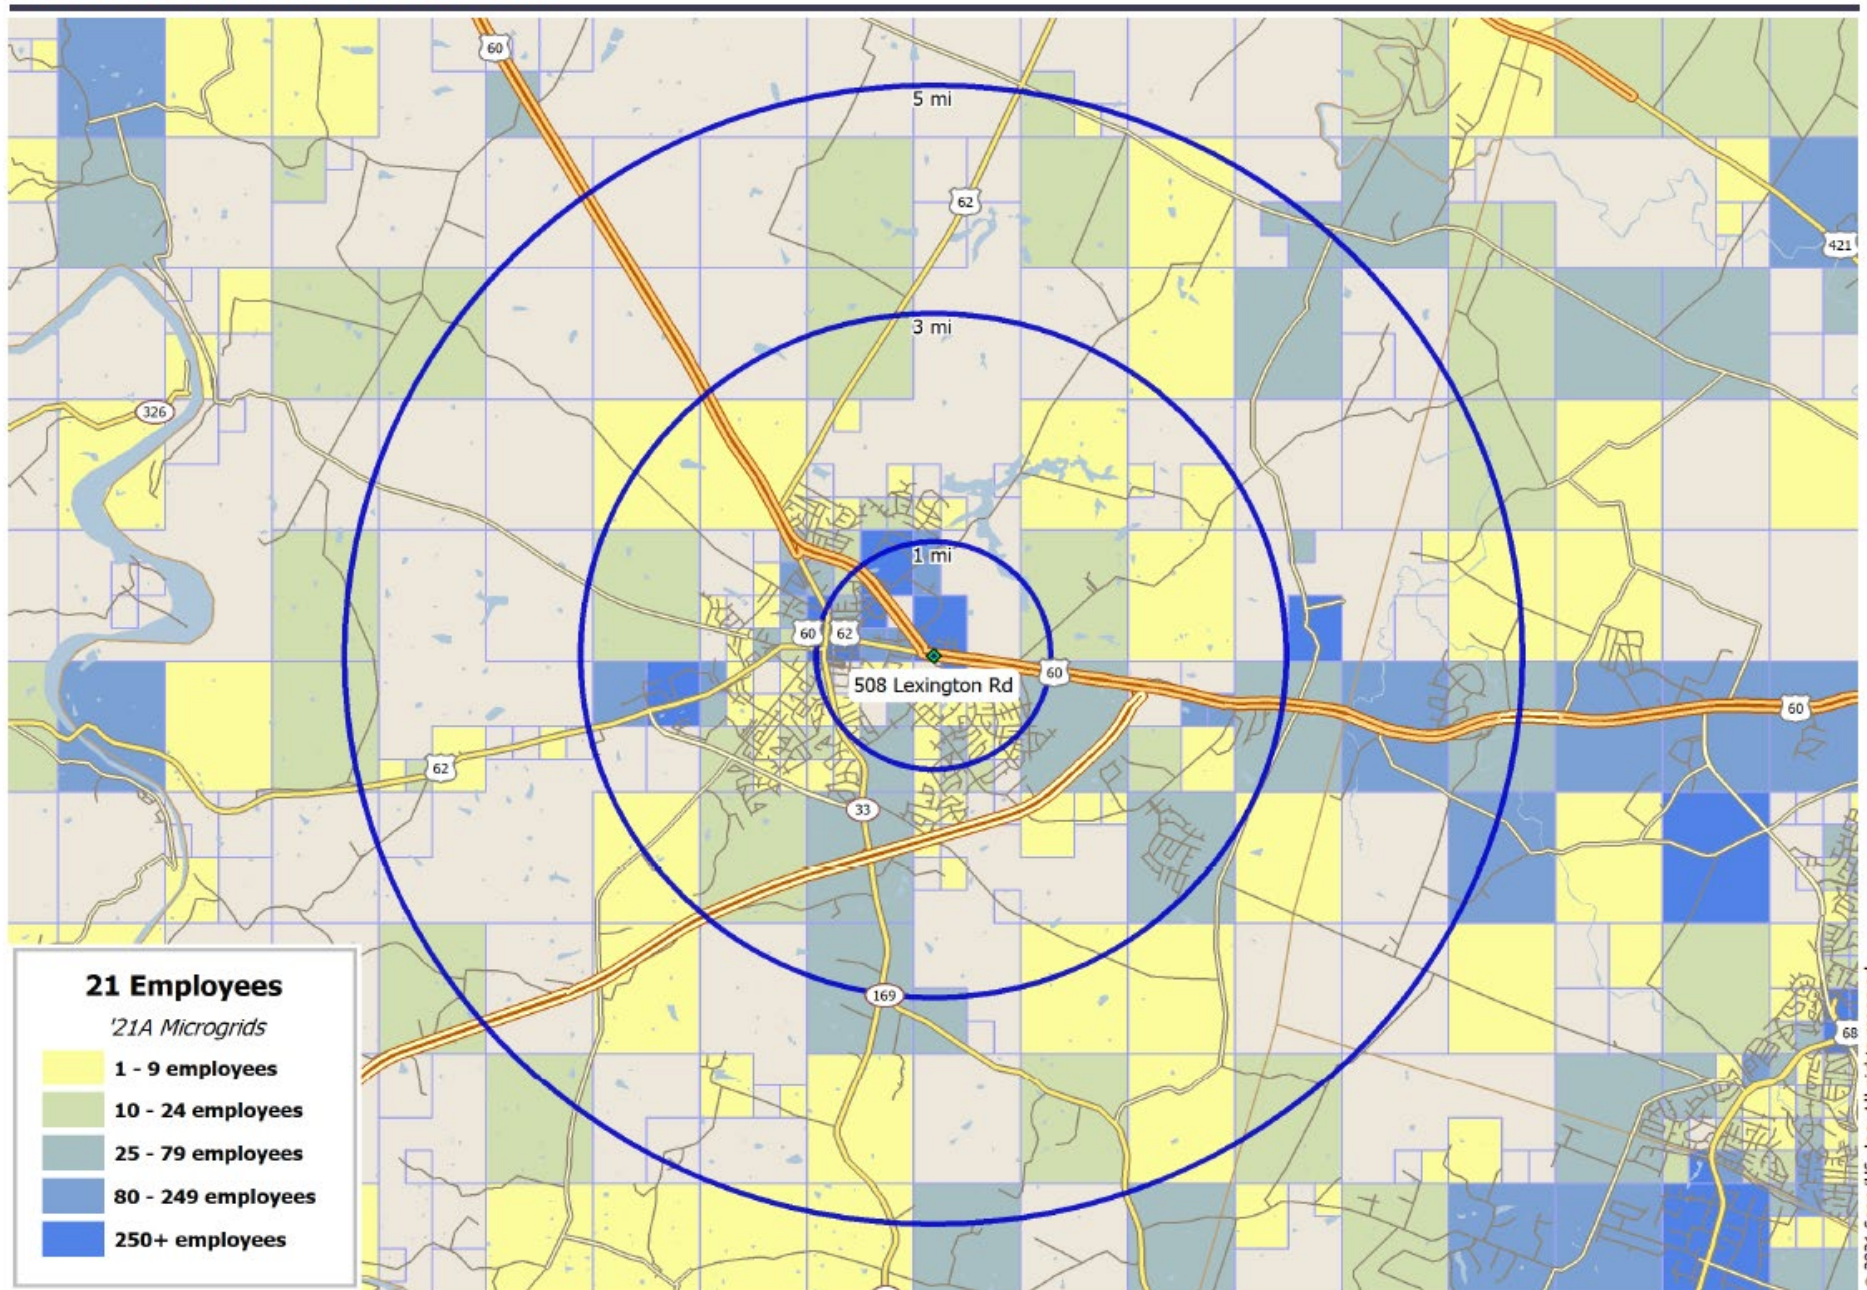 60
5 mi
62
421
3 mi
326
1 mi
60
62
508 Lexington Rd
60
60
62
33
169
68
21 Employees
'21A Microgrids
1 - 9 employees
10 - 24 employees
25 - 79 employees
80 - 249 employees
250+ employees